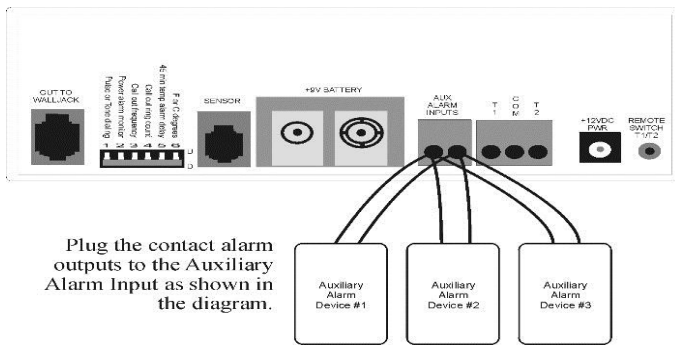 OUT TO
WALLJACK
Pulse or Tone dialing
Power alarm monitor
Call out frequency
Call out ring count
45 min temp alarm delay
F or C degrees
1 2 3 4 5 6
U
D
SENSOR
+9V BATTERY
AUX
ALARM
INPUTS
T
1
C
O
M
T
2
+12VDC
PWR
REMOTE
SWITCH
T1/T2
Plug the contact alarm
outputs to the Auxiliary
Alarm Input as shown in
the diagram.
Auxiliary
Alarm
Device #1
Auxiliary
Alarm
Device #2
Auxiliary
Alarm
Device #3